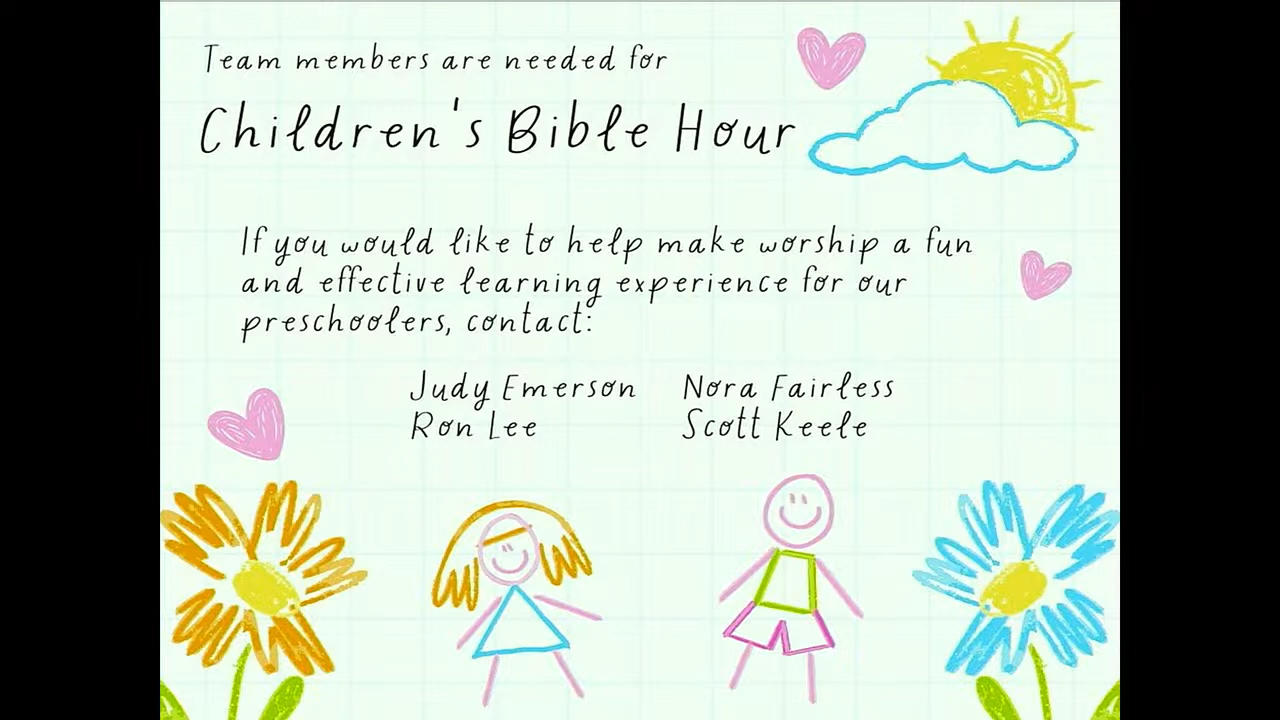 Team members are needed for
Children's Bible Hour
If you would like to help make worship a fun
and effective learning experience for our
preschoolers, contact:
Judy Emerson Nora Fairless
Ron Lee Scott Keele